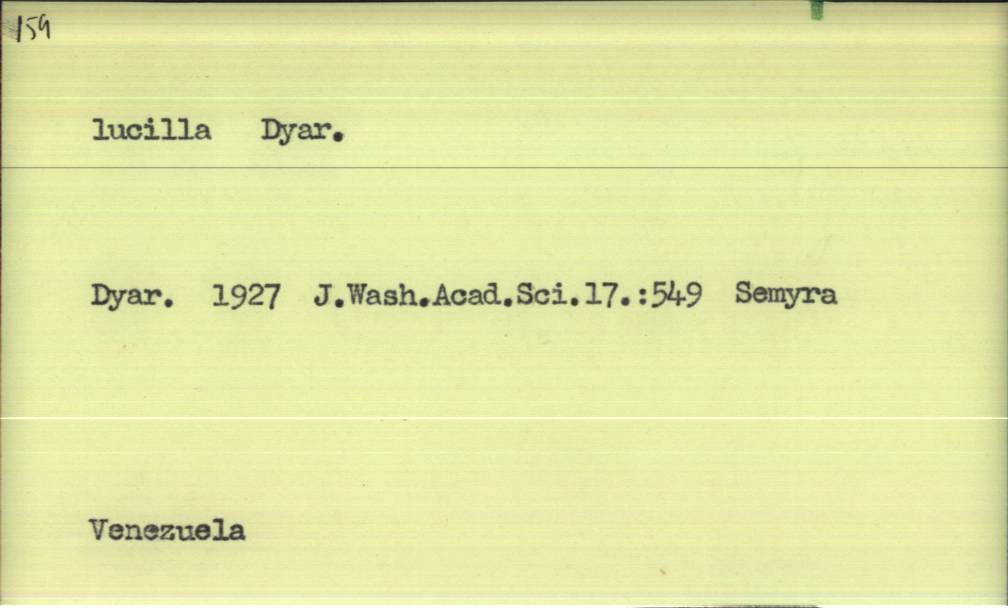 159
lucilla Dyar.
Dyar. 1927 J.Wash.Acad.Sci.17.:549 Semyra
Venezuela